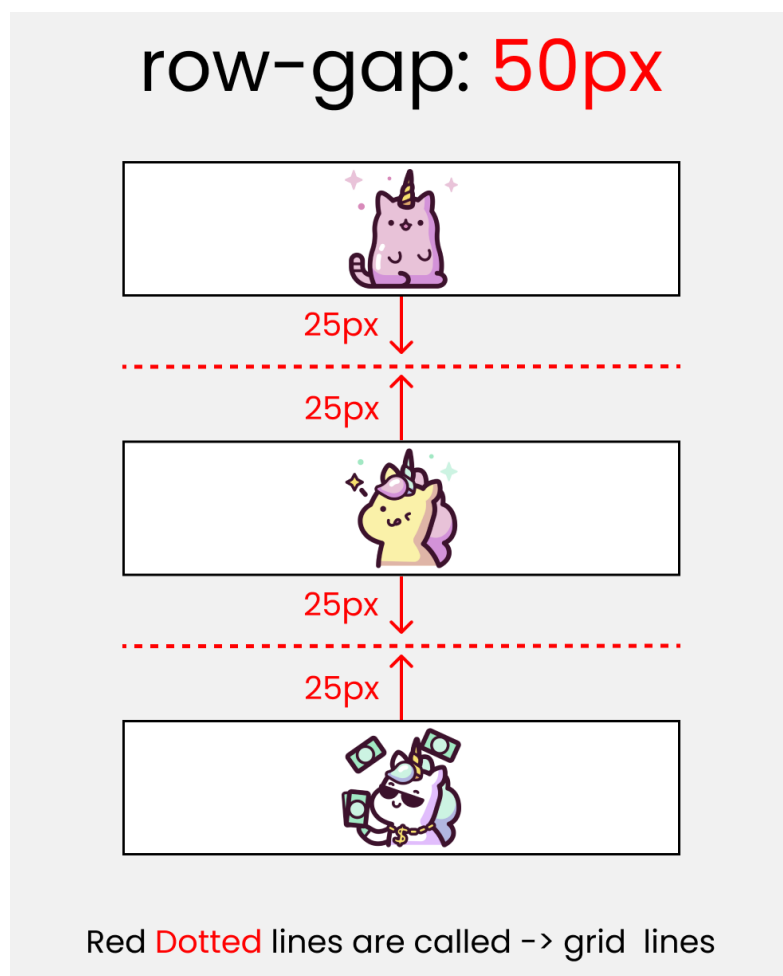 row-gap: 50px
25px
25px
25px
25px
Red Dotted lines are called -> grid lines